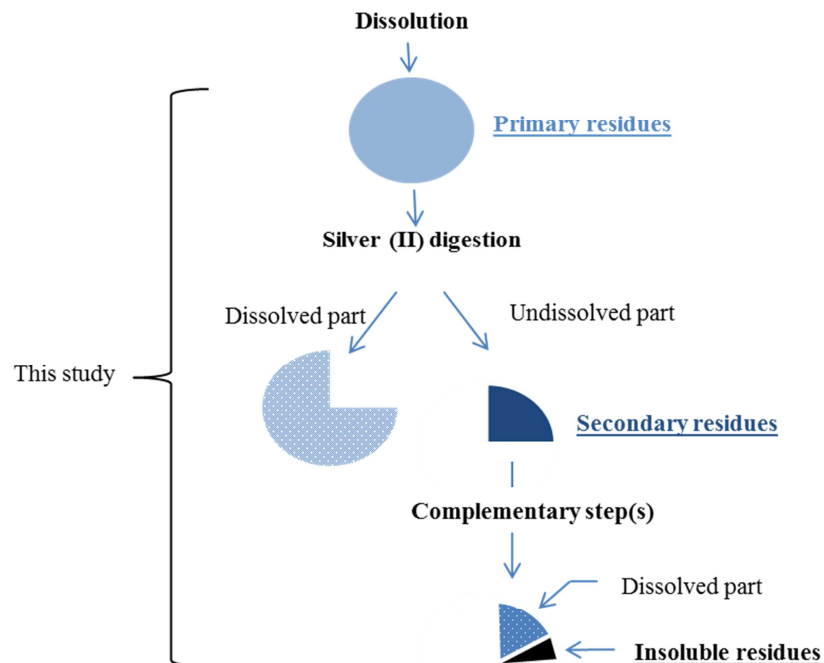 Dissolution
Primary residues
Silver (II) digestion
Dissolved part
Undissolved part
This study
Secondary residues
Complementary step(s)
Dissolved part
Insoluble residues